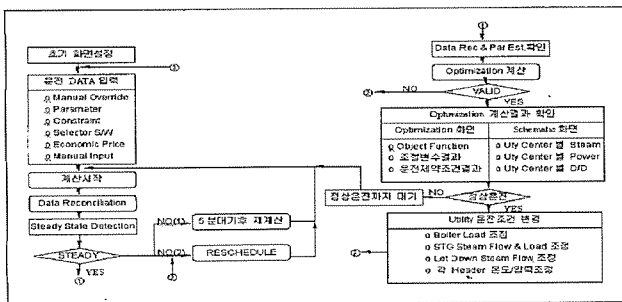 초기 화면설정
②
운전 DATA 입력
Manual Override
Parameter
Constraint
Selector S/W
Economic Price
Manual Input
계산시작
Data Reconciliation
Steady State Detection
STEADY
YES
①
NO(1)
5분대기후 재계산
NO(2)
RESCHEDULE
①
Data Rec & Par Est.확인
Optimization 계산
VALID
NO
②
YES
Optimization 계산결과 확인
Optimization 화면
Object Function
조정변수결과
운전제약조건결과
Schematic 화면
Uty Center 별 Steam
Uty Center 별 Power
Uty Center 별 D/D
정상운전까지 대기
NO
정상운전
YES
Utility 운전조건 변경
Boiler Load 조정
STG Steam Flow & Load 조정
Let Down Steam Flow 조정
각 Header 온도/압력조정
②